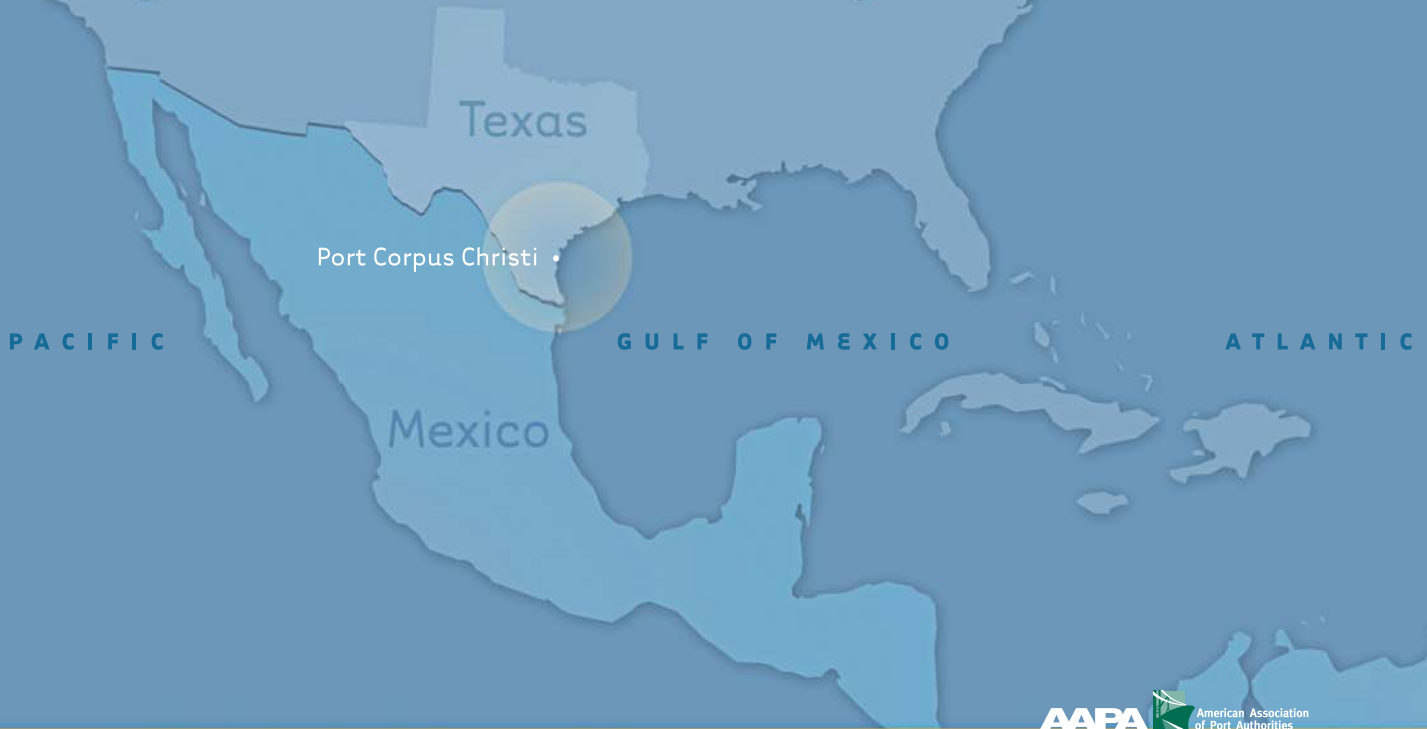 Texas
Port Corpus Christi
PACIFIC
GULF OF MEXICO
ATLANTIC
Mexico
AAPA
American Association
of Port Authorities